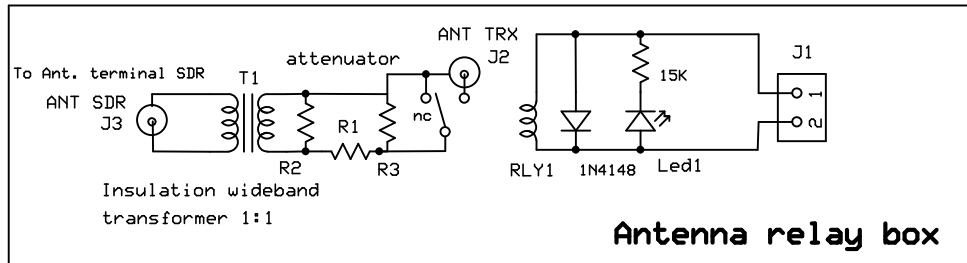 ANT TRX
J2
J1
attenuator
To Ant. terminal SDR
T1
15K
ANT SDR
J3
nc
1
2
R1
R2
R3
RLY1
1N4148
Led1
Insulation wideband
transformer 1:1
Antenna relay box